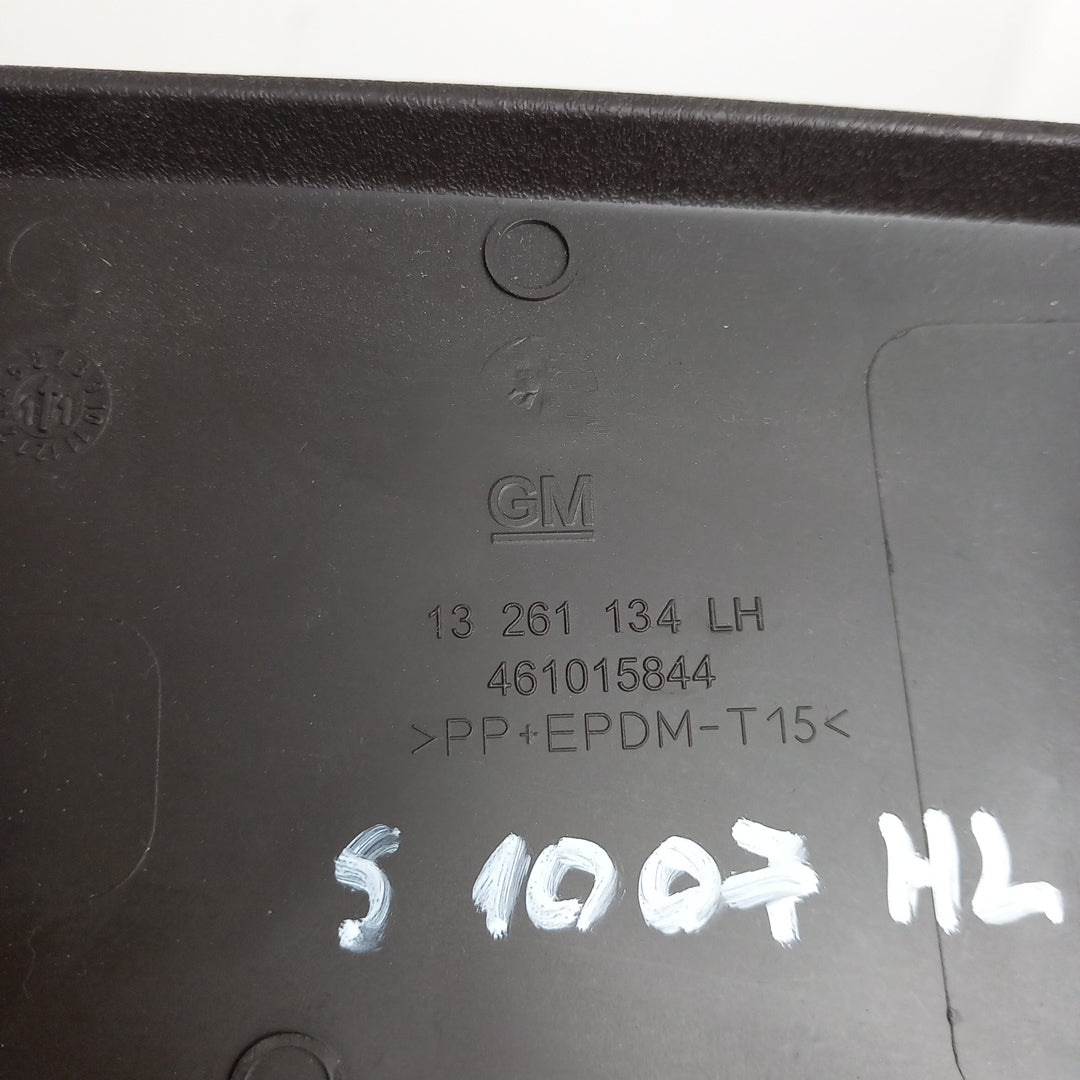 GM
13 261 134 LH
461015844
>PP+EPDM-T15<
S 1007 HL